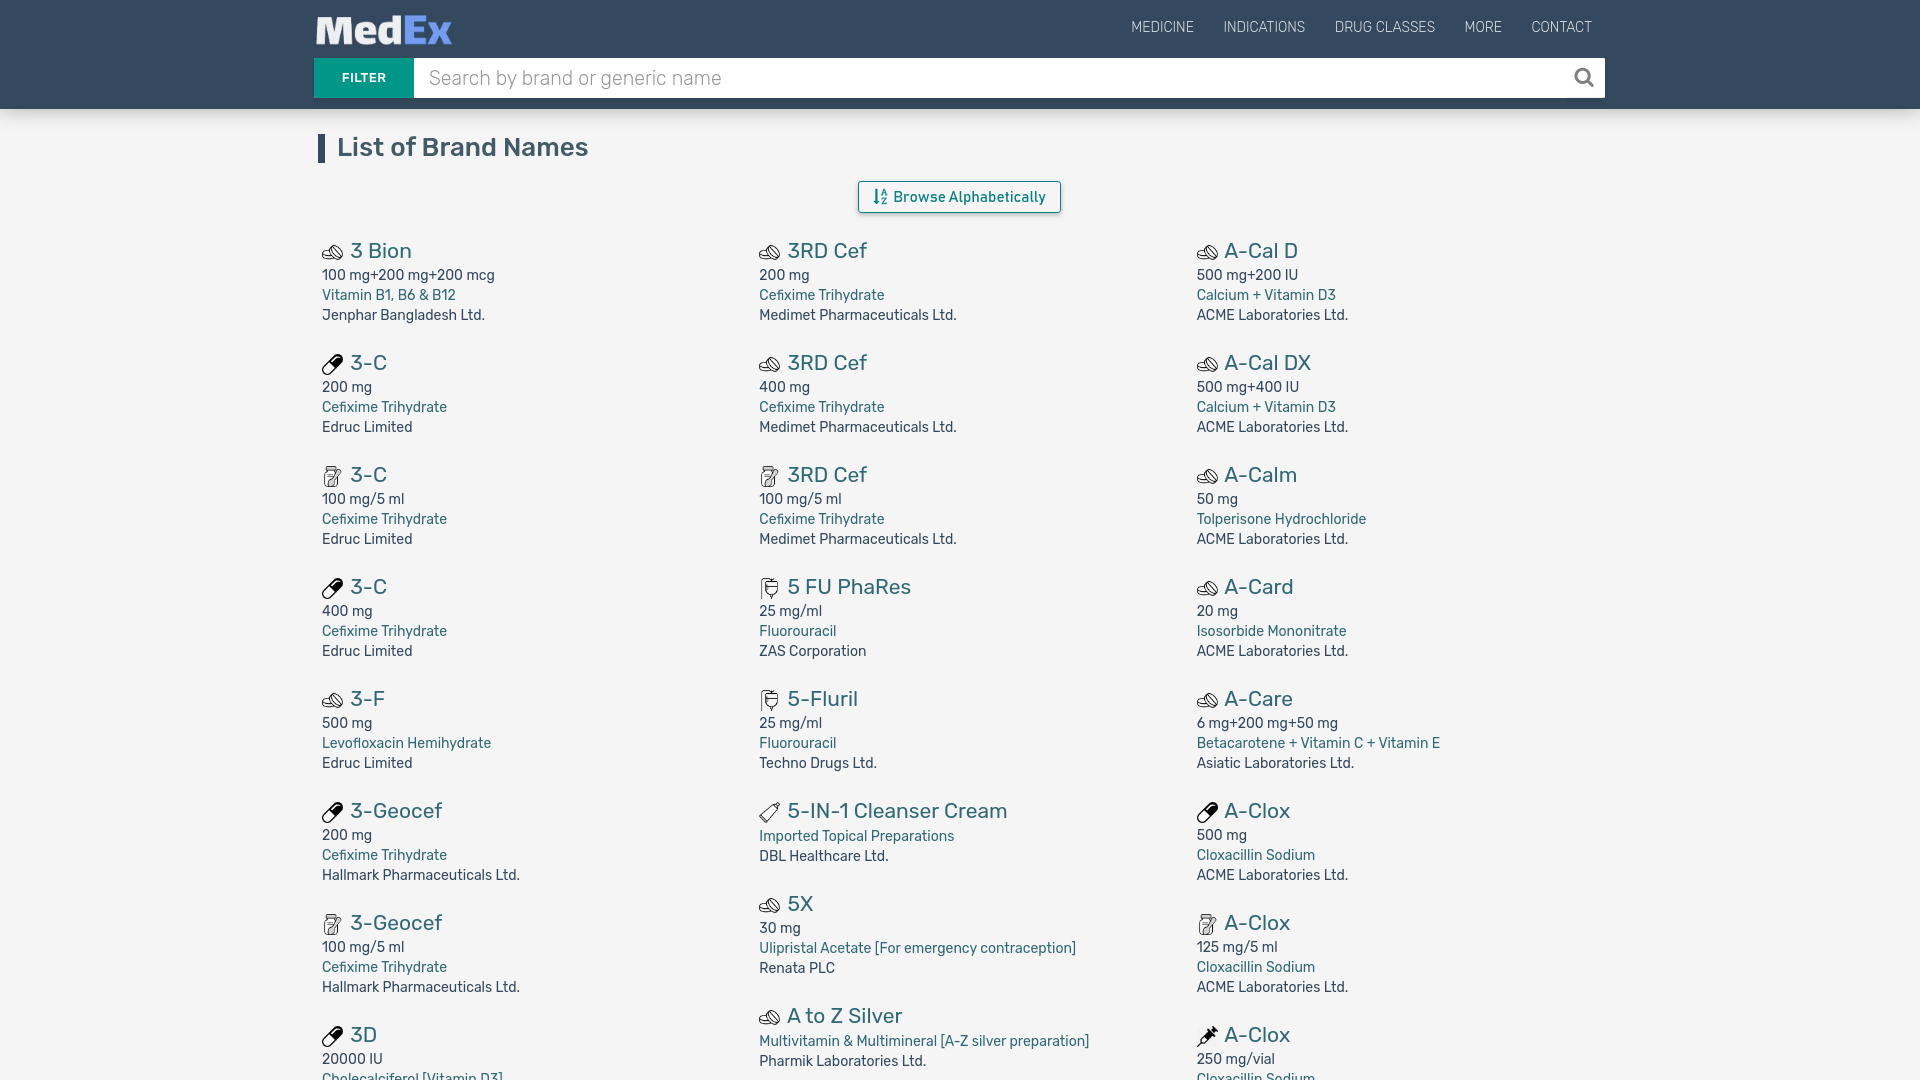 MedEx
MEDICINE
INDICATIONS
DRUG CLASSES
MORE
CONTACT
FILTER
Search by brand or generic name
List of Brand Names
Browse Alphabetically
3 Bion
100 mg+200 mg+200 mcg
Vitamin B1, B6 & B12
Jenphar Bangladesh Ltd.
3-C
200 mg
Cefixime Trihydrate
Edruc Limited
3-C
100 mg/5 ml
Cefixime Trihydrate
Edruc Limited
3-C
400 mg
Cefixime Trihydrate
Edruc Limited
3-F
500 mg
Levofloxacin Hemihydrate
Edruc Limited
3-Geocef
200 mg
Cefixime Trihydrate
Hallmark Pharmaceuticals Ltd.
3-Geocef
100 mg/5 ml
Cefixime Trihydrate
Hallmark Pharmaceuticals Ltd.
3D
20000 IU
Cholecalciferol [Vitamin D3]
3RD Cef
200 mg
Cefixime Trihydrate
Medimet Pharmaceuticals Ltd.
3RD Cef
400 mg
Cefixime Trihydrate
Medimet Pharmaceuticals Ltd.
3RD Cef
100 mg/5 ml
Cefixime Trihydrate
Medimet Pharmaceuticals Ltd.
5 FU PhaRes
25 mg/ml
Fluorouracil
ZAS Corporation
5-Fluril
25 mg/ml
Fluorouracil
Techno Drugs Ltd.
5-IN-1 Cleanser Cream
Imported Topical Preparations
DBL Healthcare Ltd.
5X
30 mg
Ulipristal Acetate [For emergency contraception]
Renata PLC
A to Z Silver
Multivitamin & Multimineral [A-Z silver preparation]
Pharmik Laboratories Ltd.
A-Cal D
500 mg+200 IU
Calcium + Vitamin D3
ACME Laboratories Ltd.
A-Cal DX
500 mg+400 IU
Calcium + Vitamin D3
ACME Laboratories Ltd.
A-Calm
50 mg
Tolperisone Hydrochloride
ACME Laboratories Ltd.
A-Card
20 mg
Isosorbide Mononitrate
ACME Laboratories Ltd.
A-Care
6 mg+200 mg+50 mg
Betacarotene + Vitamin C + Vitamin E
Asiatic Laboratories Ltd.
A-Clox
500 mg
Cloxacillin Sodium
ACME Laboratories Ltd.
A-Clox
125 mg/5 ml
Cloxacillin Sodium
ACME Laboratories Ltd.
A-Clox
250 mg/vial
Cloxacillin Sodium